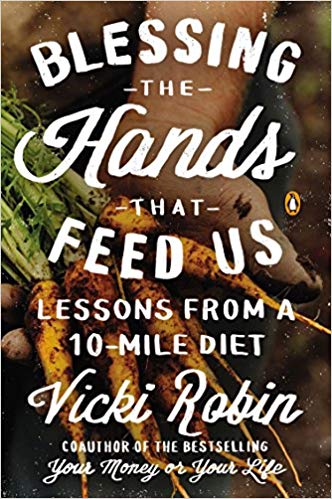 BLESSING
-THE-
Hands
-THAT-
FEED US
LESSONS FROM A
10-MILE DIET
Vicki Robin
COAUTHOR OF THE BESTSELLING
Your Money or Your Life